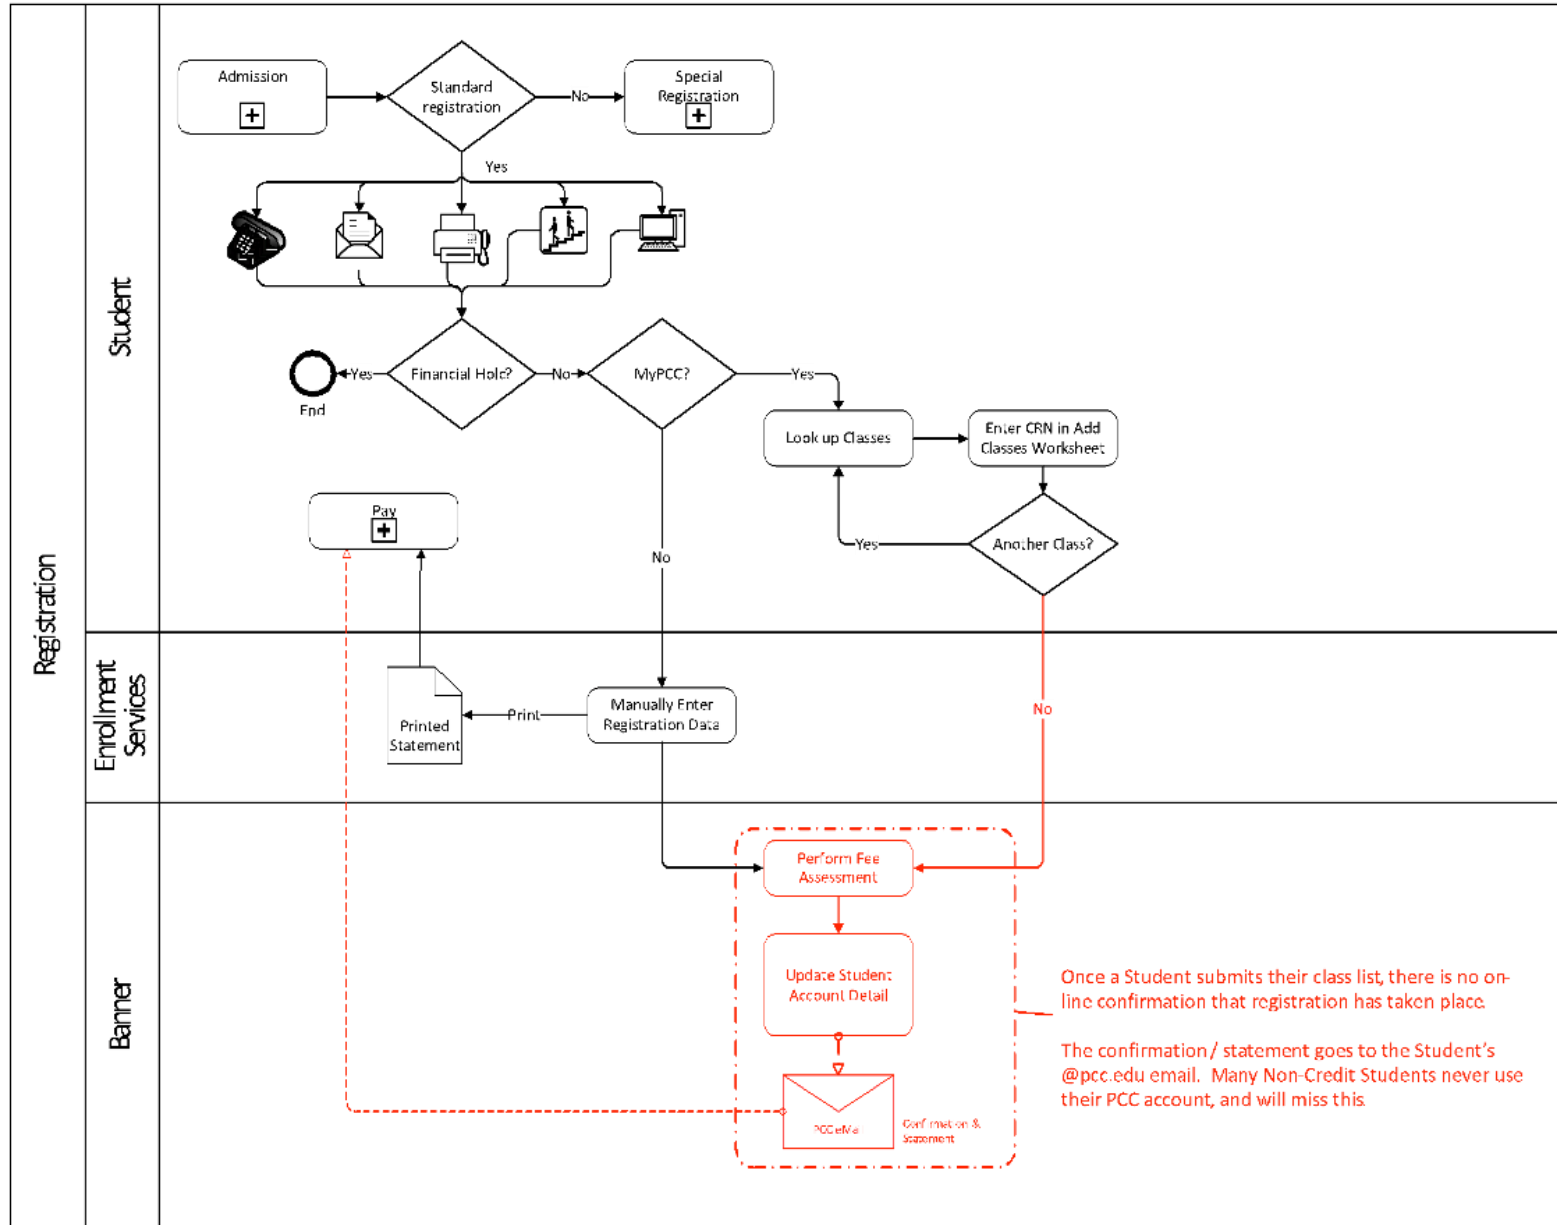 Registration
Student
Enrollment
Services
Banner
Admission
Standard
registration
No
Special
Registration
Yes
Financial Hold?
Yes
End
No
MyPCC?
Yes
Look up Classes
Enter CRN in Add
Classes Worksheet
Another Class?
Yes
No
No
Pay
Printed
Statement
Print
Manually Enter
Registration Data
Perform Fee
Assessment
Update Student
Account Detail
PCC eMa
Confirmation &
Statement
Once a Student submits their class list, there is no on-
line confirmation that registration has taken place.
The confirmation / statement goes to the Student's
@pcc.edu email. Many Non-Credit Students never use
their PCC account, and will miss this.